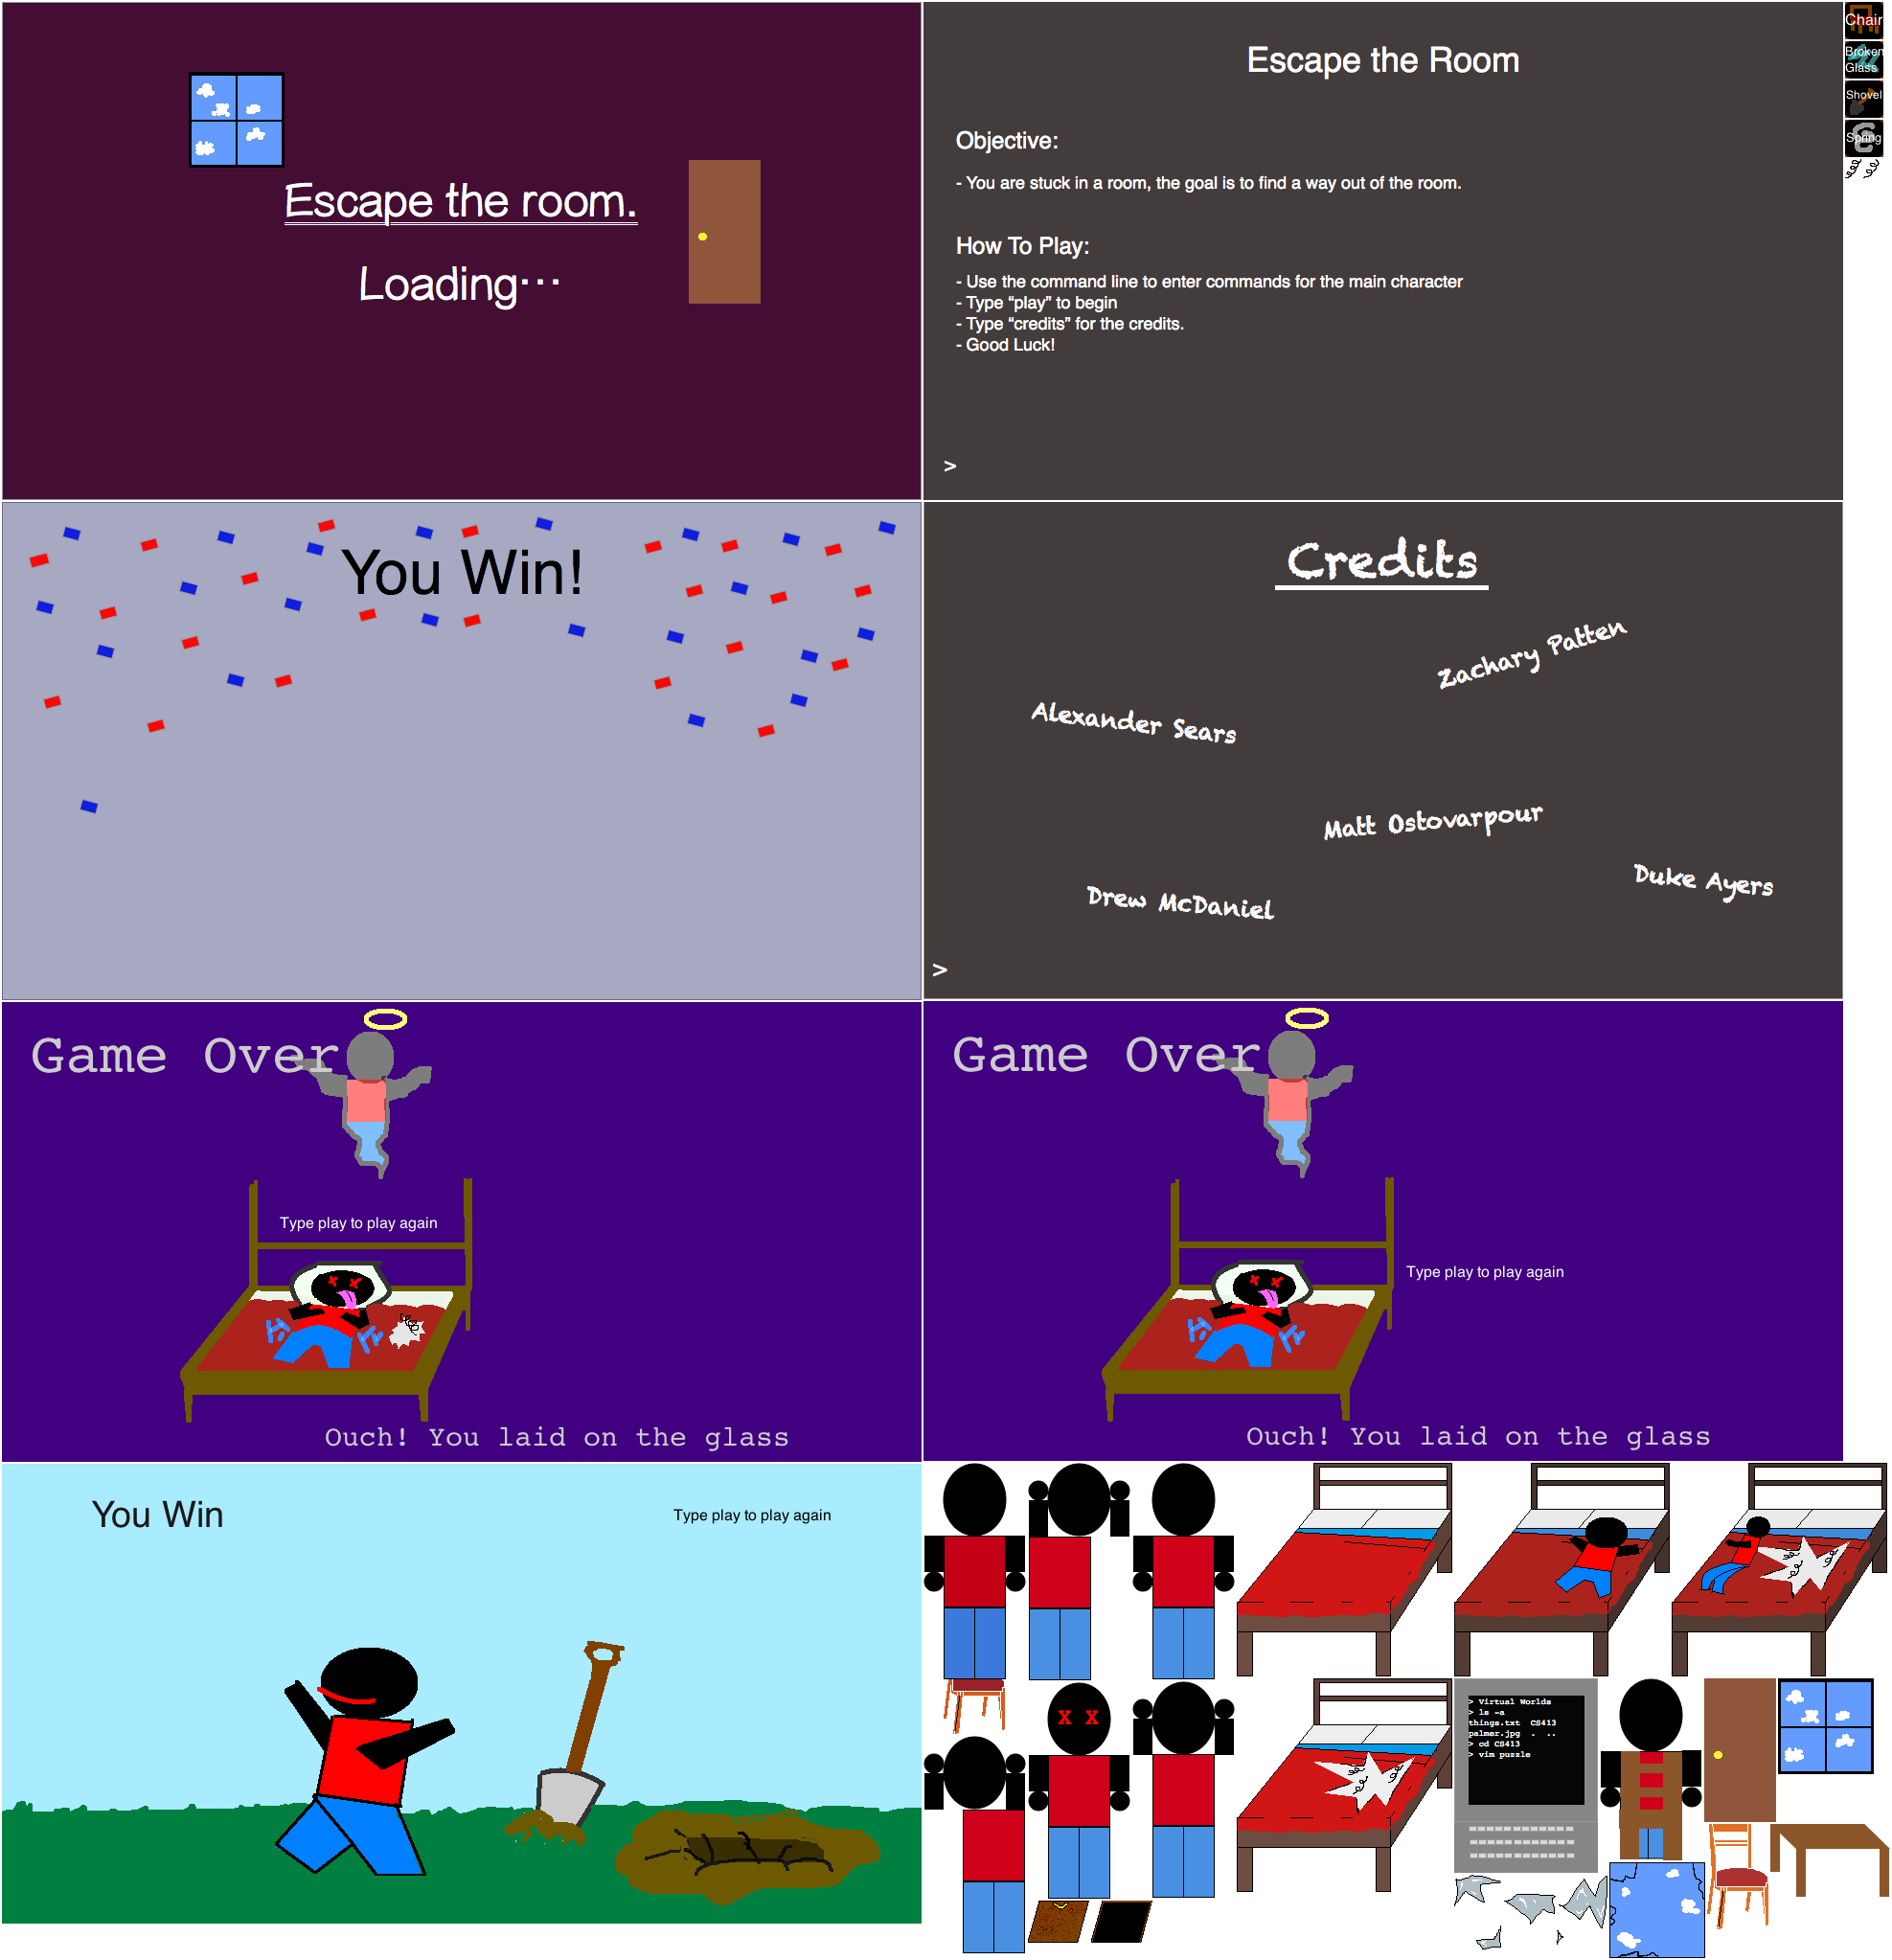 Escape the room.
Loading…
Escape the Room
Objective:
- You are stuck in a room, the goal is to find a way out of the room.
How To Play:
- Use the command line to enter commands for the main character
- Type “play” to begin
- Type “credits” for the credits.
- Good Luck!
>
Chair
Broken
Glass
Shovel
Spring
You Win!
Credits
Zachary Patten
Alexander Sears
Matt Ostovarpour
Duke Ayers
Drew McDaniel
>
Game Over
Type play to play again
Ouch! You laid on the glass
Game Over
Type play to play again
Ouch! You laid on the glass
You Win
Type play to play again
X X
> Virtual Worlds
> ls -a
things.txt CS413
palmer.jpg . ..
> cd CS413
> vim puzzle